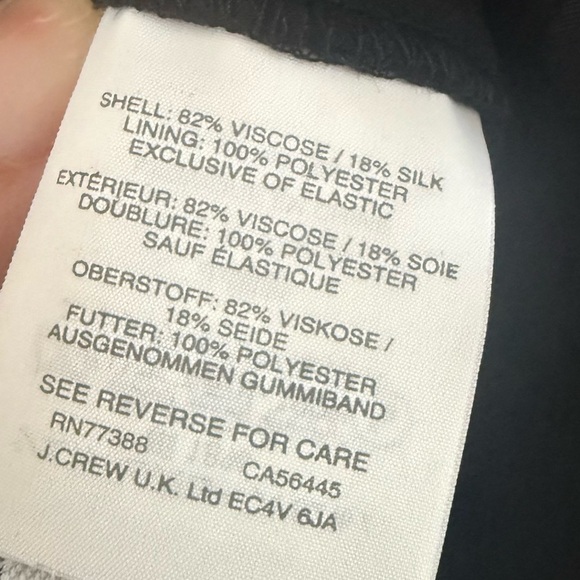 SHELL: 82% VISCOSE / 18% SILK
LINING: 100% POLYESTER
EXCLUSIVE OF ELASTIC
EXTÉRIEUR: 82% VISCOSE / 18% SOIE
DOUBLURE: 100% POLYESTER
SAUF ÉLASTIQUE
OBERSTOFF: 82% VISKOSE /
18% SEIDE
FUTTER: 100% POLYESTER
AUSGENOMMEN GUMMIBAND
SEE REVERSE FOR CARE
RN77388 CA56445
J.CREW U.K. Ltd EC4V 6JA